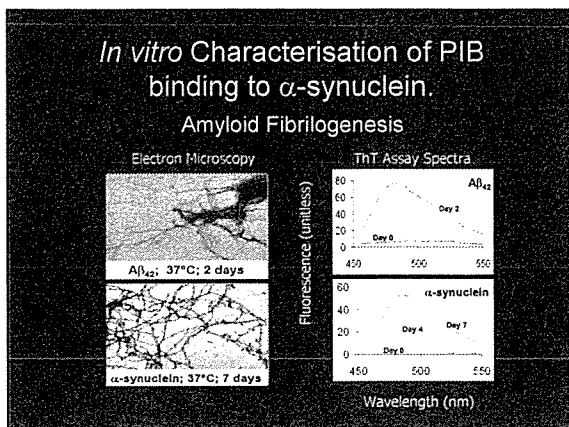 In vitro Characterisation of PIB
binding to α-synuclein.
Amyloid Fibrilogenesis
Electron Microscopy
Aβ42; 37°C; 2 days
α-synuclein; 37°C; 7 days
ThT Assay Spectra
Fluorescence (unitless)
80
60
40
20
0
Aβ42
Day 2
Day 0
450 500 550
60
40
20
0
α-synuclein
Day 4 Day 7
Day 0
450 500 550
Wavelength (nm)